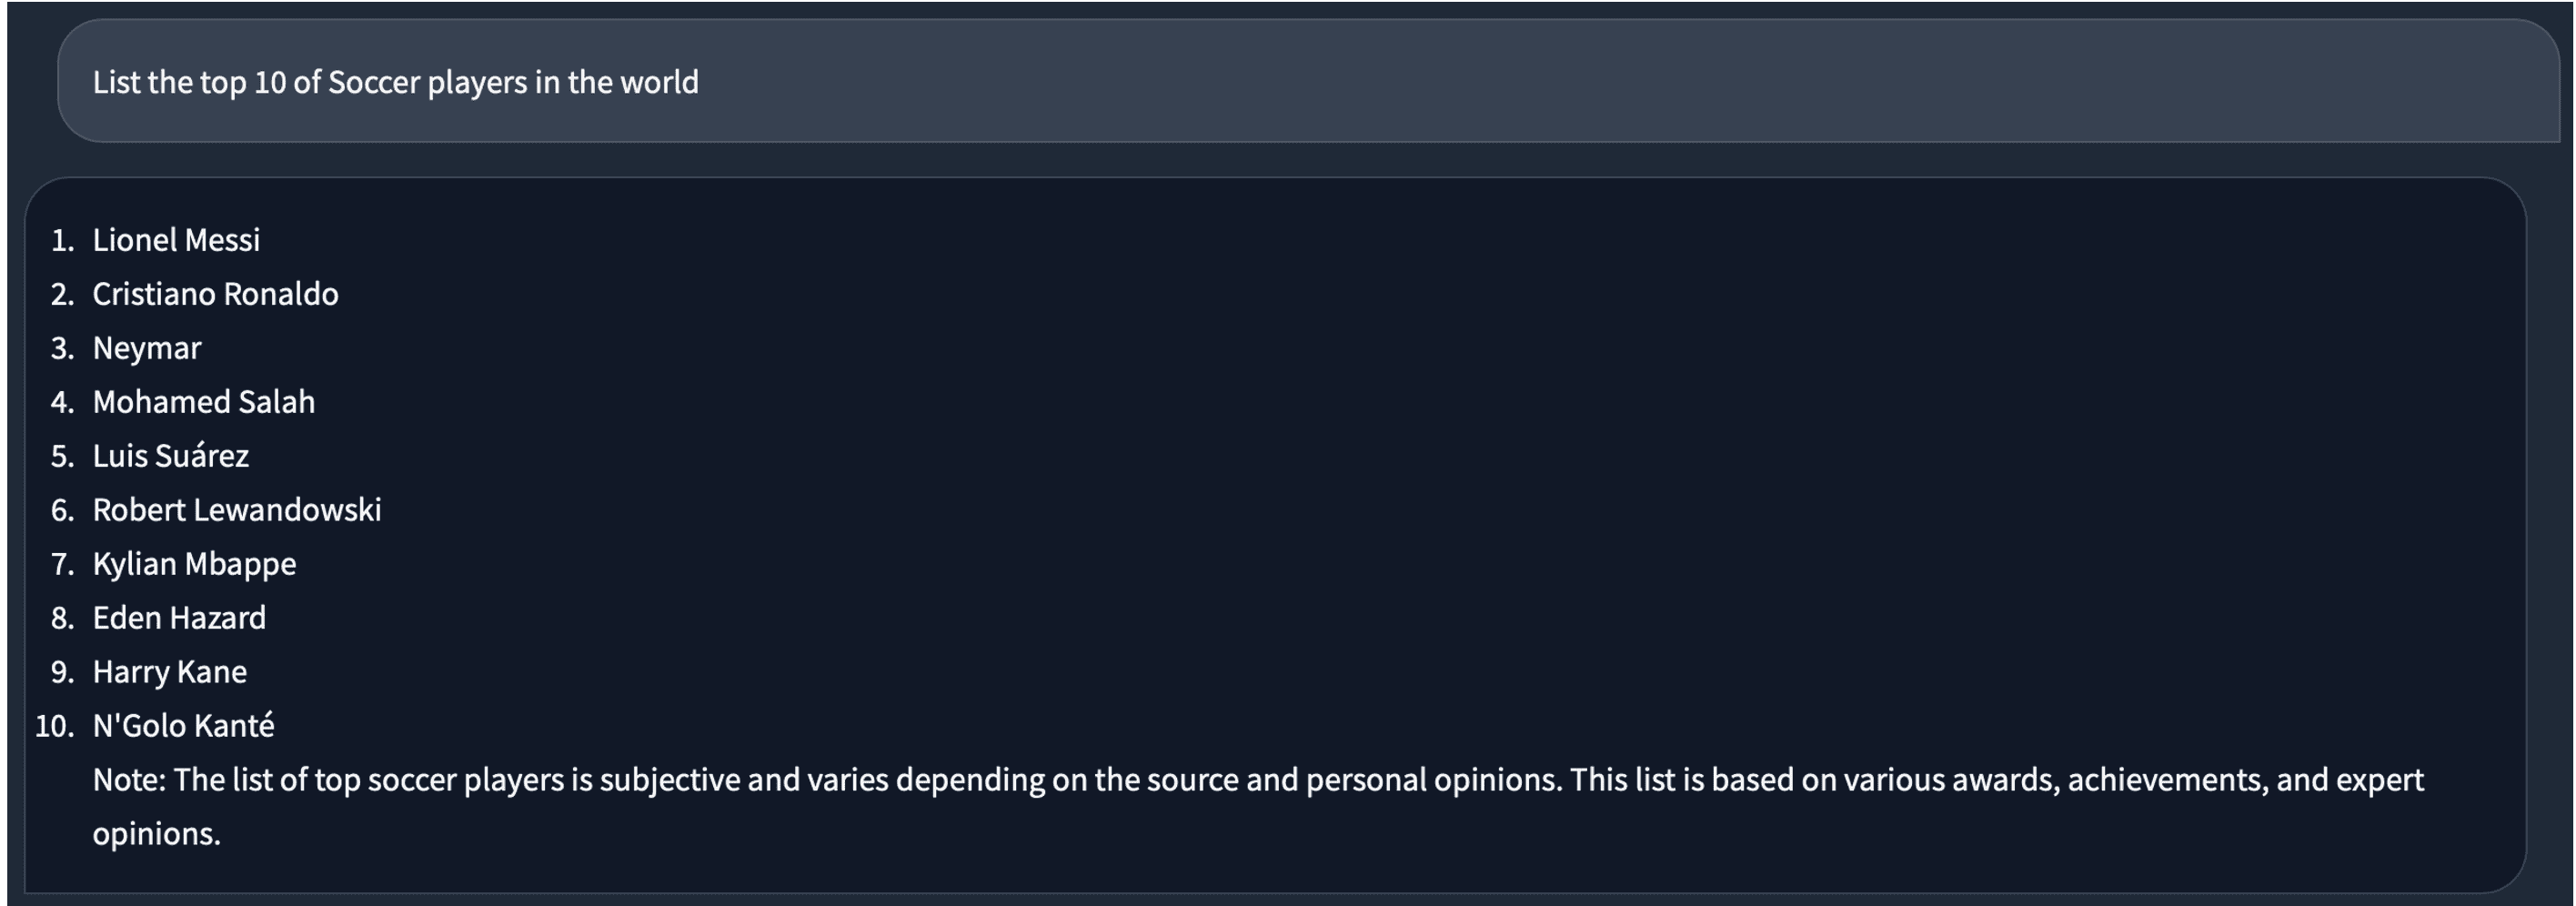 List the top 10 of Soccer players in the world
1. Lionel Messi
2. Cristiano Ronaldo
3. Neymar
4. Mohamed Salah
5. Luis Suárez
6. Robert Lewandowski
7. Kylian Mbappe
8. Eden Hazard
9. Harry Kane
10. N'Golo Kanté
Note: The list of top soccer players is subjective and varies depending on the source and personal opinions. This list is based on various awards, achievements, and expert
opinions.